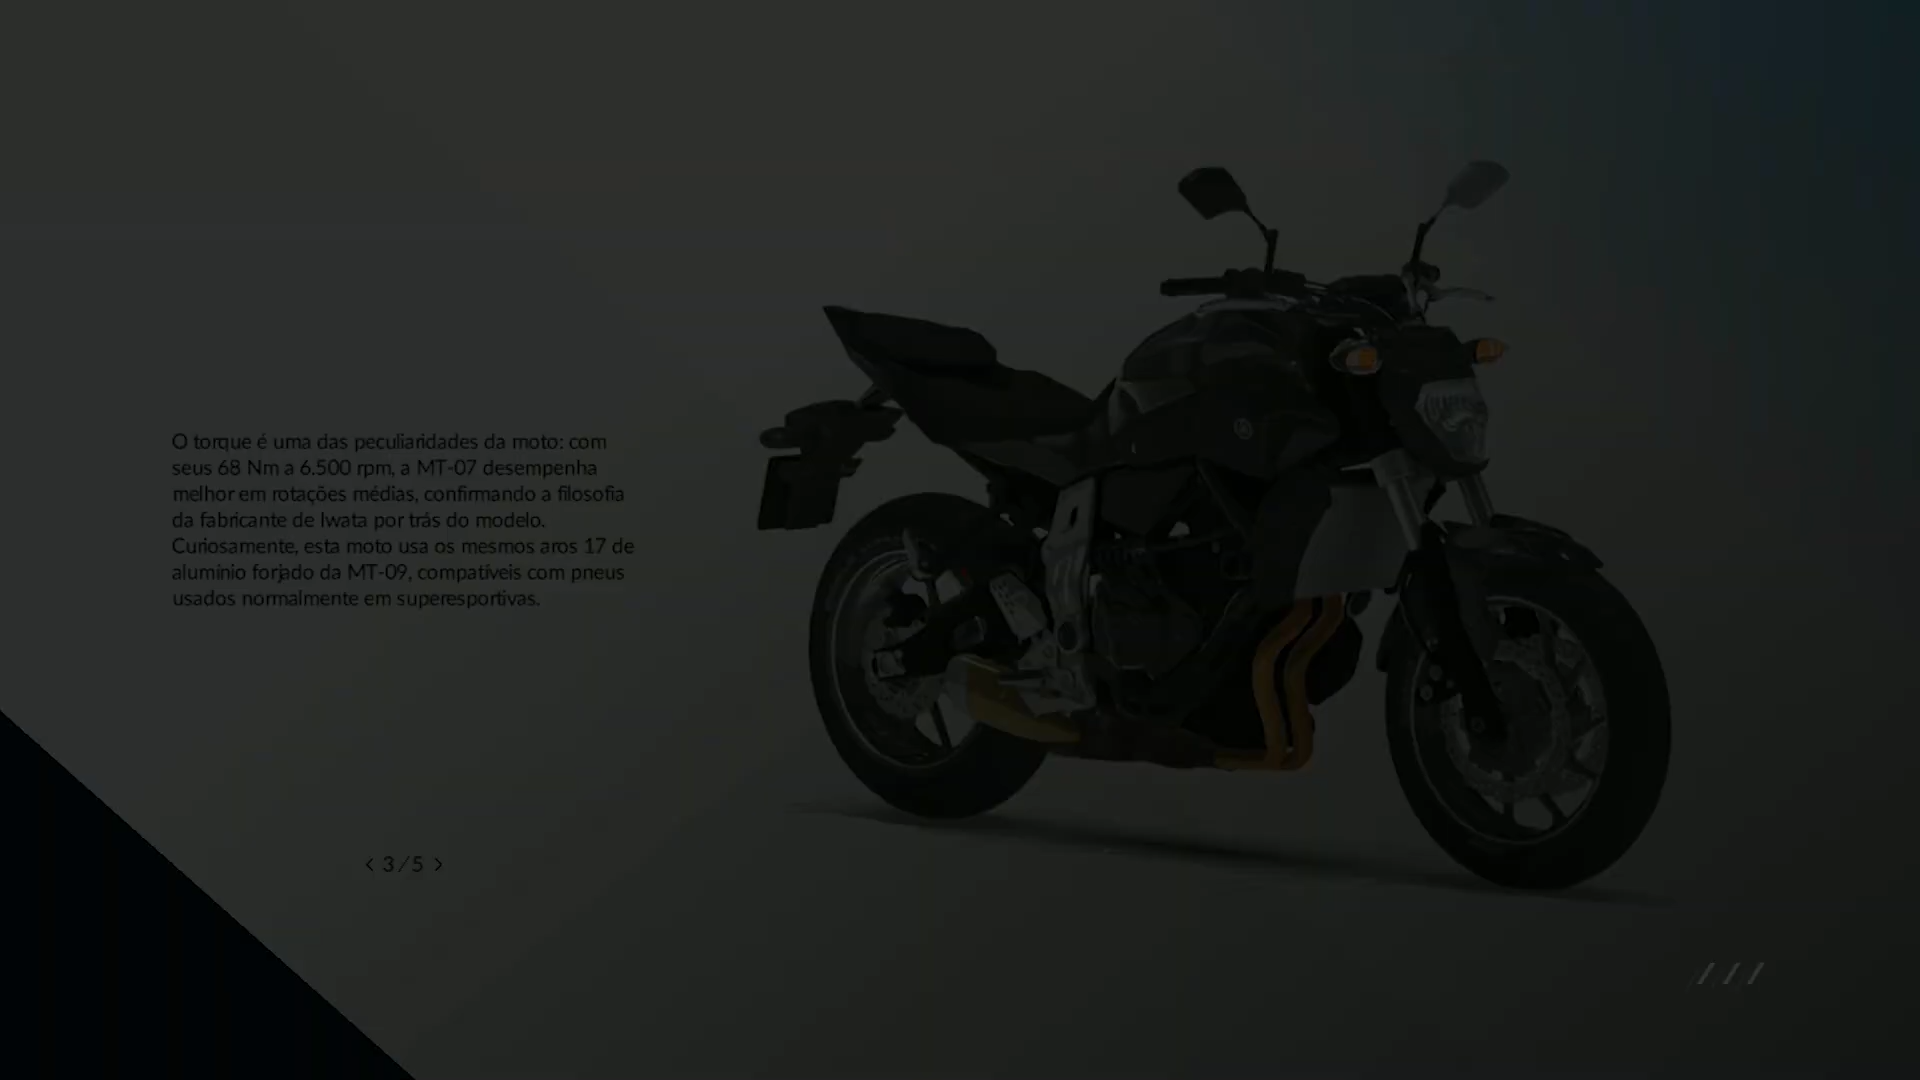 O torque é uma das peculiaridades da moto: com
seus 68 Nm a 6.500 rpm, a MT-07 desempenha
melhor em rotações médias, confirmando a filosofia
da fabricante de Iwata por trás do modelo.
Curiosamente, esta moto usa os mesmos aros 17 de
alumínio forjado da MT-09, compatíveis com pneus
usados normalmente em superesportivas.
< 3 / 5 >